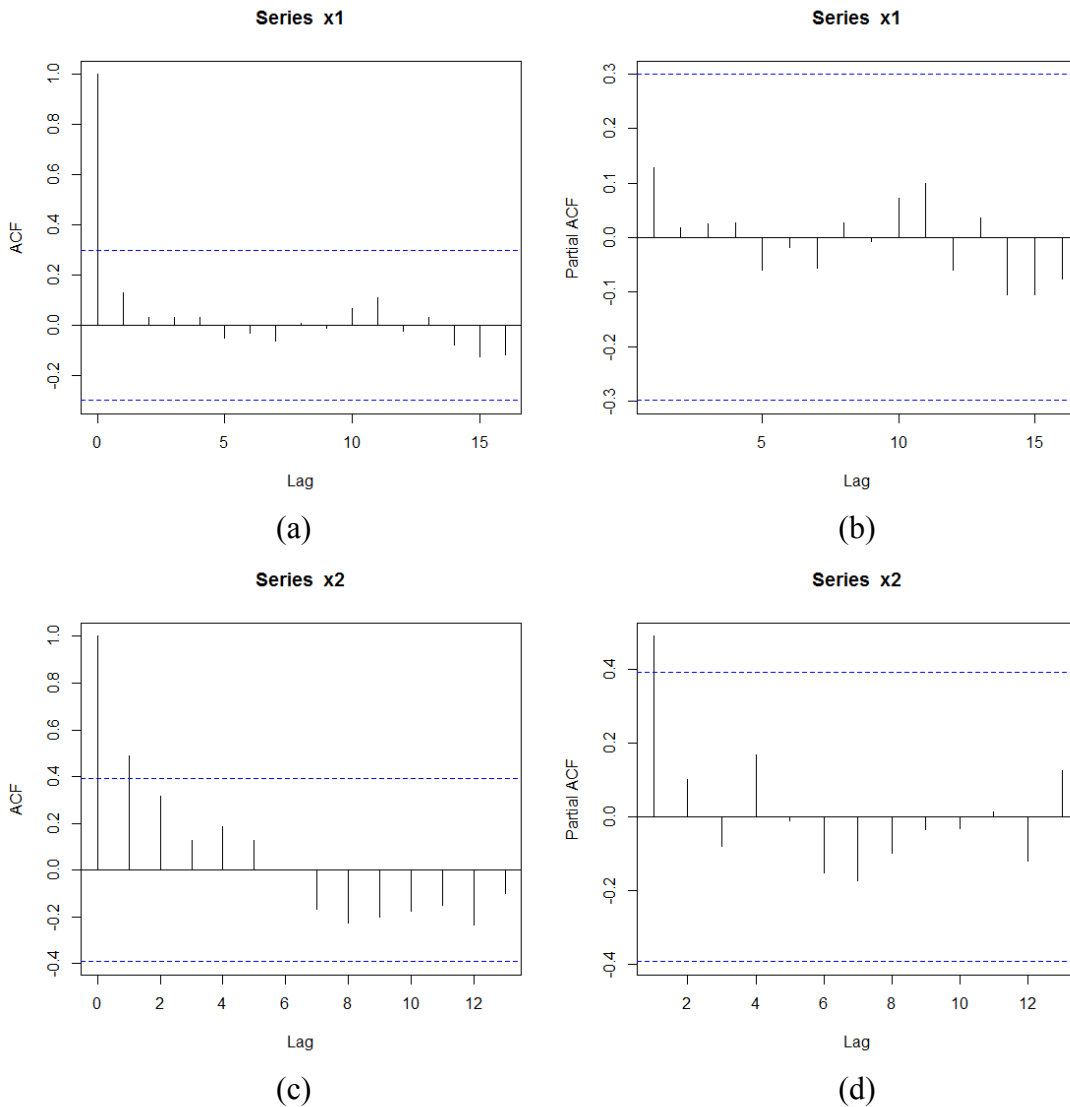 Series x1
ACF
1.0
0.8
0.6
0.4
0.2
0.0
-0.2
0 5 10 15
Lag
(a)
Series x1
Partial ACF
0.3
0.2
0.1
0.0
-0.1
-0.2
-0.3
5 10 15
Lag
(b)
Series x2
ACF
1.0
0.8
0.6
0.4
0.2
0.0
-0.2
-0.4
0 2 4 6 8 10 12
Lag
(c)
Series x2
Partial ACF
0.4
0.2
0.0
-0.2
-0.4
2 4 6 8 10 12
Lag
(d)